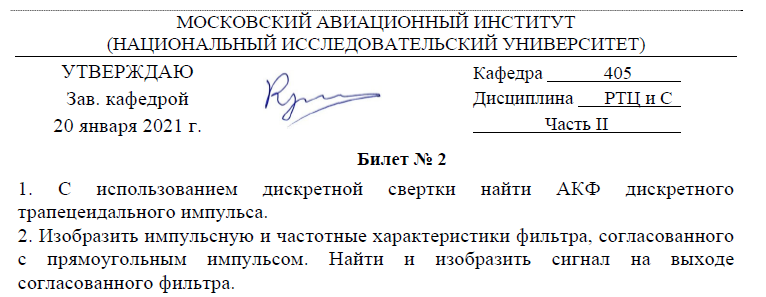 МОСКОВСКИЙ АВИАЦИОННЫЙ ИНСТИТУТ
(НАЦИОНАЛЬНЫЙ ИССЛЕДОВАТЕЛЬСКИЙ УНИВЕРСИТЕТ)
УТВЕРЖДАЮ
Зав. кафедрой
20 января 2021 г.
Кафедра 405
Дисциплина РТЦ и С
Часть II
Билет № 2
1. С использованием дискретной свертки найти АКФ дискретного
трапецеидального импульса.
2. Изобразить импульсную и частотные характеристики фильтра, согласованного
с прямоугольным импульсом. Найти и изобразить сигнал на выходе
согласованного фильтра.